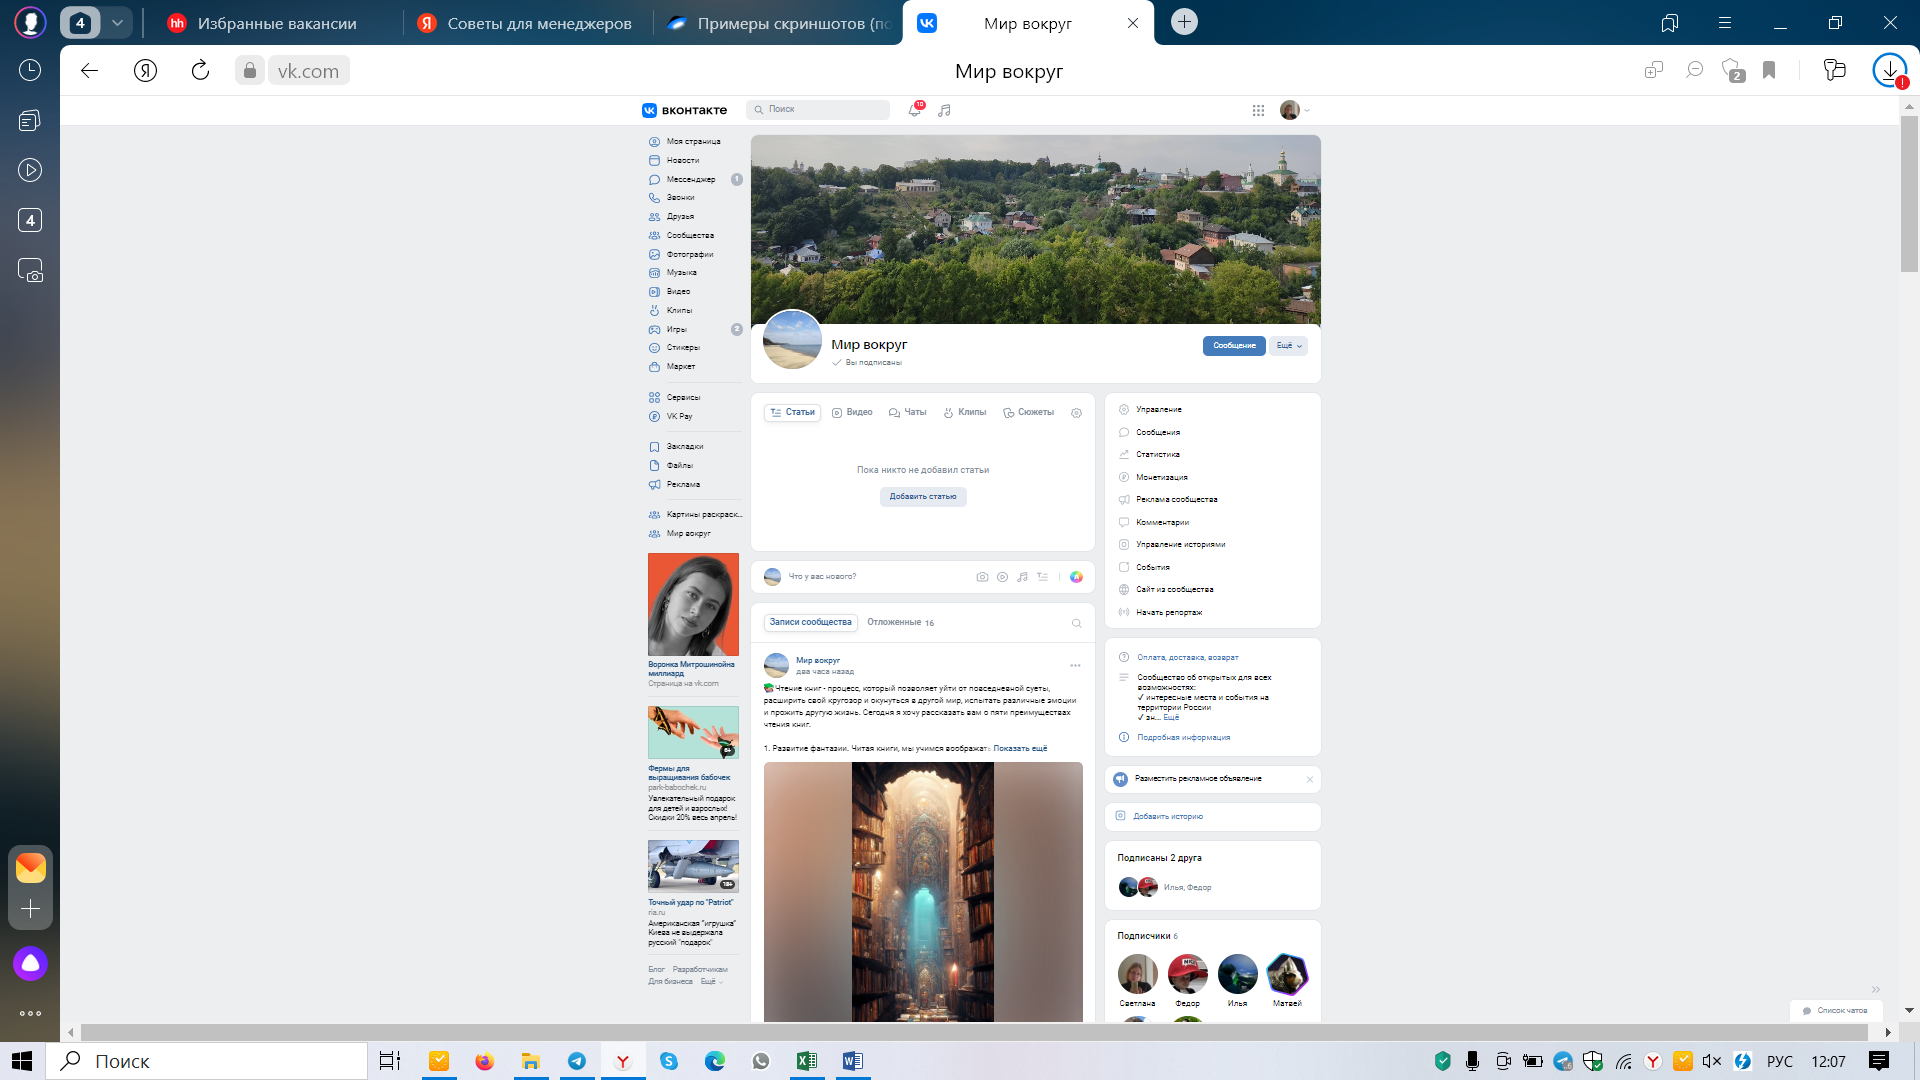 4
Избранные вакансии
Советы для менеджеров
Примеры скриншотов (по
Мир вокруг
vk.com
Мир вокруг
2
4
вконтакте
Поиск
10
Моя страница
Новости
Мессенджер 1
Звонки
Друзья
Сообщества
Фотографии
Музыка
Видео
Клипы
Игры 2
Стикеры
Маркет
Сервисы
VK Pay
Закладки
Файлы
Реклама
Картины раскраск...
Мир вокруг
Воронка Митрошинойна
миллиард
Страница на vk.com
6+
Фермы для
выращивания бабочек
park-babochek.ru
Увлекательный подарок
для детей и взрослых!
Скидки 20% весь апрель!
18+
Точный удар по "Patriot"
ria.ru
Американская "игрушка"
Киева не выдержала
русский "подарок"
Блог Разработчикам
Для бизнеса Ещё
Мир вокруг
Вы подписаны
Сообщение
Ещё
Статьи Видео Чаты Клипы Сюжеты
Пока никто не добавил статьи
Добавить статью
Что у вас нового?
Записи сообщества Отложенные 16
Мир вокруг
два часа назад
Чтение книг - процесс, который позволяет уйти от повседневной суеты,
расширить свой кругозор и окунуться в другой мир, испытать различные эмоции
и прожить другую жизнь. Сегодня я хочу рассказать вам о пяти преимуществах
чтения книг.
1. Развитие фантазии. Читая книги, мы учимся воображать Показать ещё
Управление
Сообщения
Статистика
Монетизация
Реклама сообщества
Комментарии
Управление историями
События
Сайт из сообщества
Начать репортаж
Оплата, доставка, возврат
Сообщество об открытых для всех
возможностях:
✓ интересные места и события на
территории России
✓ зн... Ещё
Подробная информация
Разместить рекламное объявление
Добавить историю
Подписаны 2 друга
Илья, Федор
Подписчики 6
Светлана Федор Илья Матвей
Список чатов
Поиск
РУС
12:07